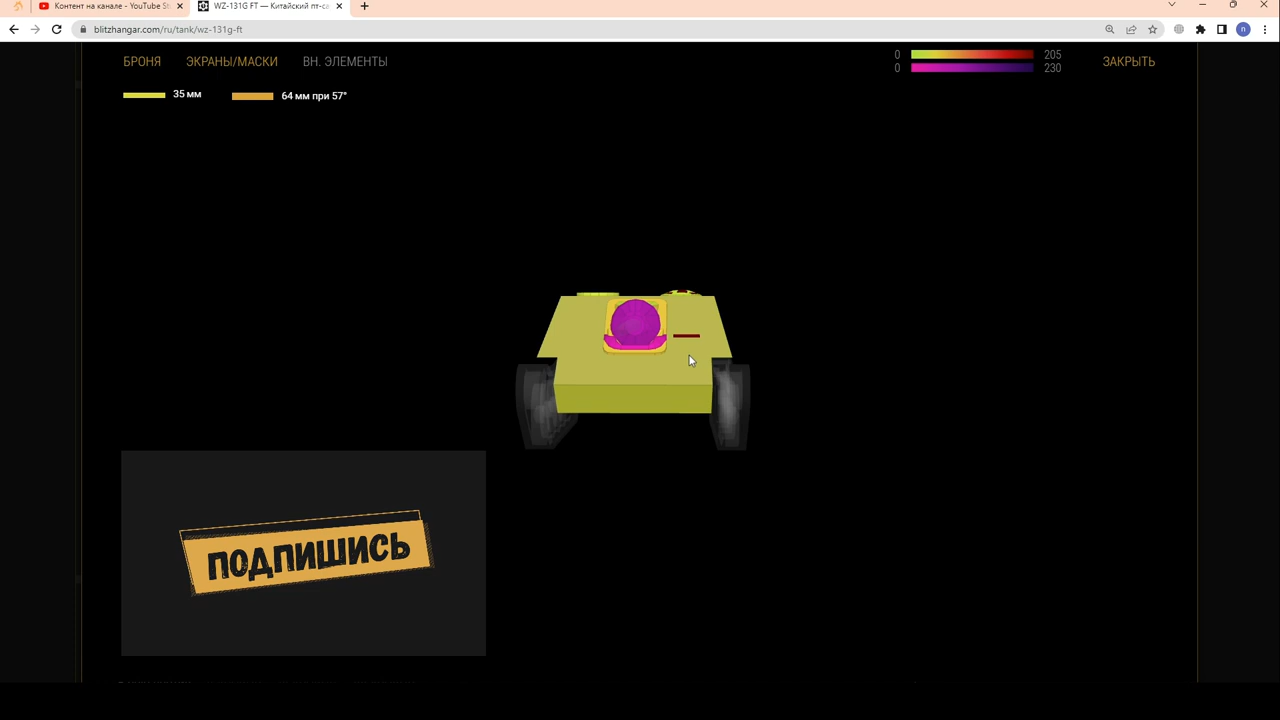 Контент на канале - YouTube St
WZ-131G FT — Китайский пт-са
blitzhangar.com/ru/tank/wz-131g-ft
БРОНЯ ЭКРАНЫ/МАСКИ ВН. ЭЛЕМЕНТЫ
0 205
0 230
ЗАКРЫТЬ
35 мм 64 мм при 57°
ПОДПИШИСЬ